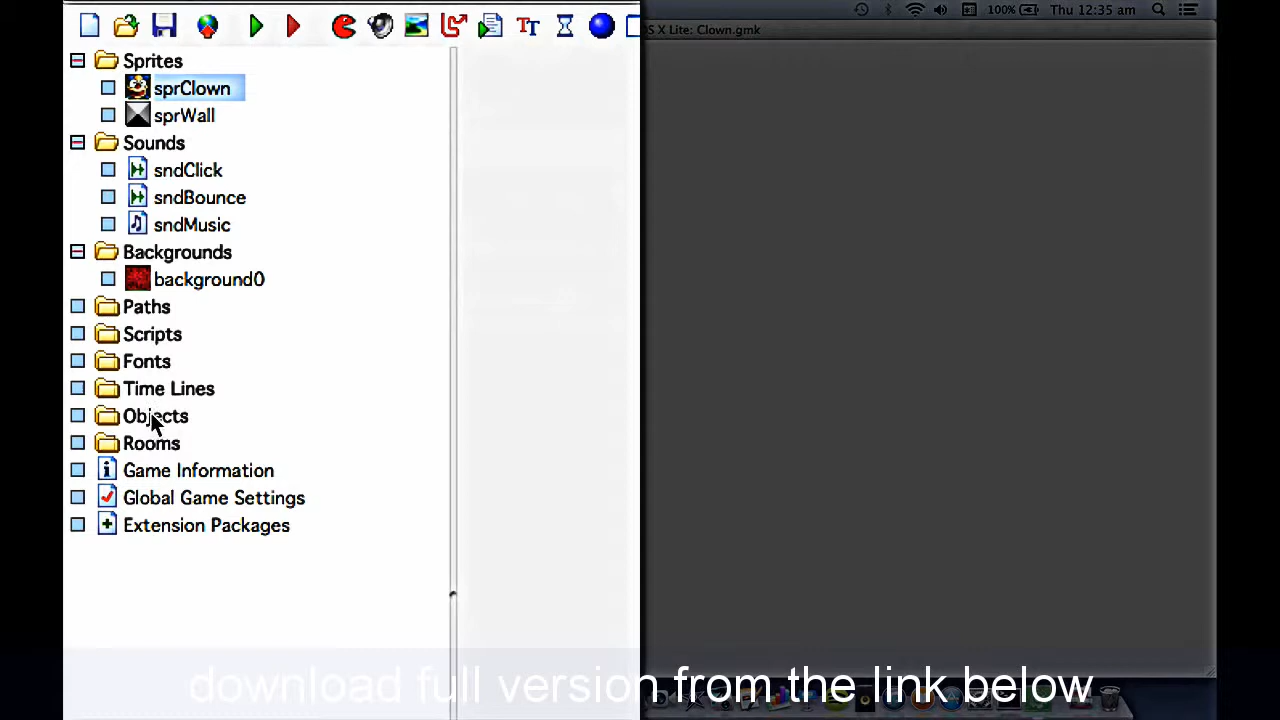 100% Thu 12:35 am
S X Lite: Clown.gmk
Sprites
sprClown
sprWall
Sounds
sndClick
sndBounce
sndMusic
Backgrounds
background0
Paths
Scripts
Fonts
Time Lines
Objects
Rooms
Game Information
Global Game Settings
Extension Packages
download full version from the link below